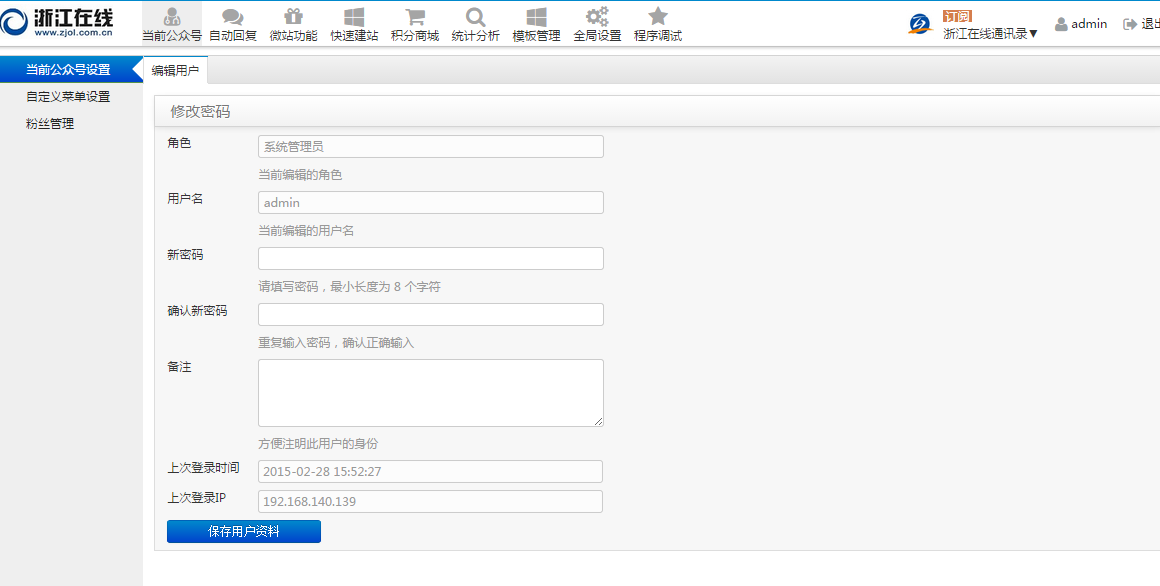 浙江在线
www.zjol.com.cn
当前公众号 自动回复 微站功能 快速建站 积分商城 统计分析 模板管理 全局设置 程序调试
订阅
浙江在线通讯录▼
admin
退出
当前公众号设置
自定义菜单设置
粉丝管理
编辑用户
修改密码
角色
系统管理员
当前编辑的角色
用户名
admin
当前编辑的用户名
新密码
请填写密码，最小长度为 8 个字符
确认新密码
重复输入密码，确认正确输入
备注
方便注明此用户的身份
上次登录时间
2015-02-28 15:52:27
上次登录IP
192.168.140.139
保存用户资料